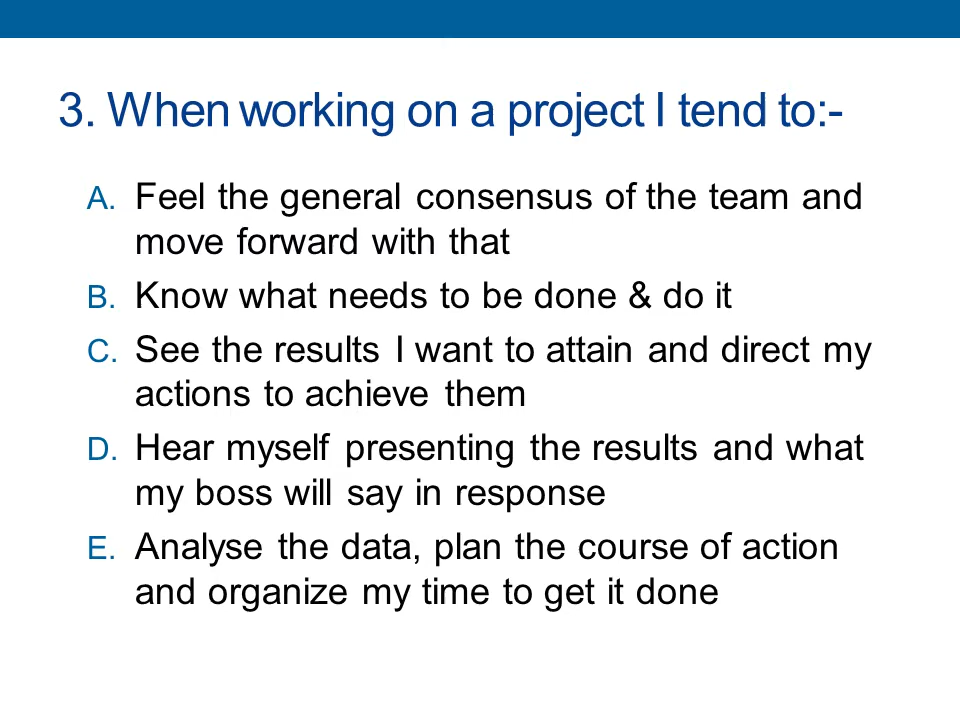 3. When working on a project I tend to:-
A. Feel the general consensus of the team and
move forward with that
B. Know what needs to be done & do it
C. See the results I want to attain and direct my
actions to achieve them
D. Hear myself presenting the results and what
my boss will say in response
E. Analyse the data, plan the course of action
and organize my time to get it done